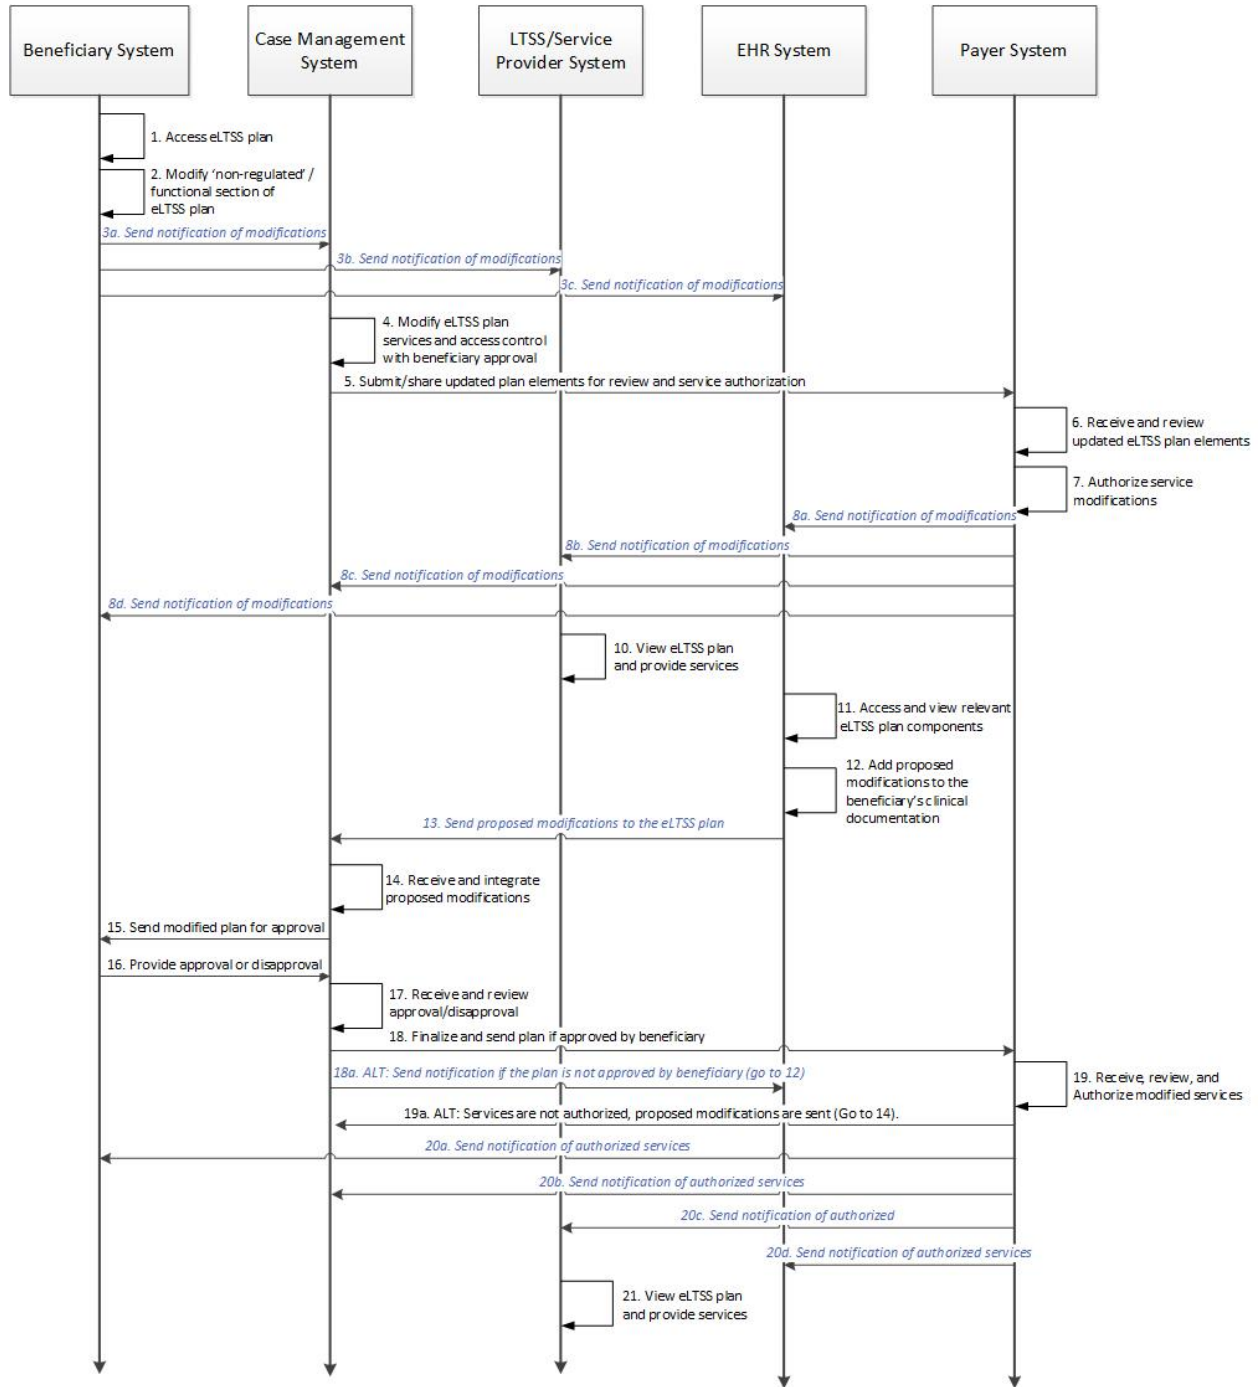 Beneficiary System
Case Management
System
LTSS/Service
Provider System
EHR System
Payer System
1. Access eLTSS plan
2. Modify ‘non-regulated’ /
functional section of
eLTSS plan
3a. Send notification of modifications
3b. Send notification of modifications
3c. Send notification of modifications
4. Modify eLTSS plan
services and access control
with beneficiary approval
5. Submit/share updated plan elements for review and service authorization
6. Receive and review
updated eLTSS plan elements
7. Authorize service
modifications
8a. Send notification of modifications
8b. Send notification of modifications
8c. Send notification of modifications
8d. Send notification of modifications
10. View eLTSS plan
and provide services
11. Access and view relevant
eLTSS plan components
12. Add proposed
modifications to the
beneficiary’s clinical
documentation
13. Send proposed modifications to the eLTSS plan
14. Receive and integrate
proposed modifications
15. Send modified plan for approval
16. Provide approval or disapproval
17. Receive and review
approval/disapproval
18. Finalize and send plan if approved by beneficiary
18a. ALT: Send notification if the plan is not approved by beneficiary (go to 12)
19. Receive, review, and
Authorize modified services
19a. ALT: Services are not authorized, proposed modifications are sent (Go to 14).
20a. Send notification of authorized services
20b. Send notification of authorized services
20c. Send notification of authorized
20d. Send notification of authorized services
21. View eLTSS plan
and provide services